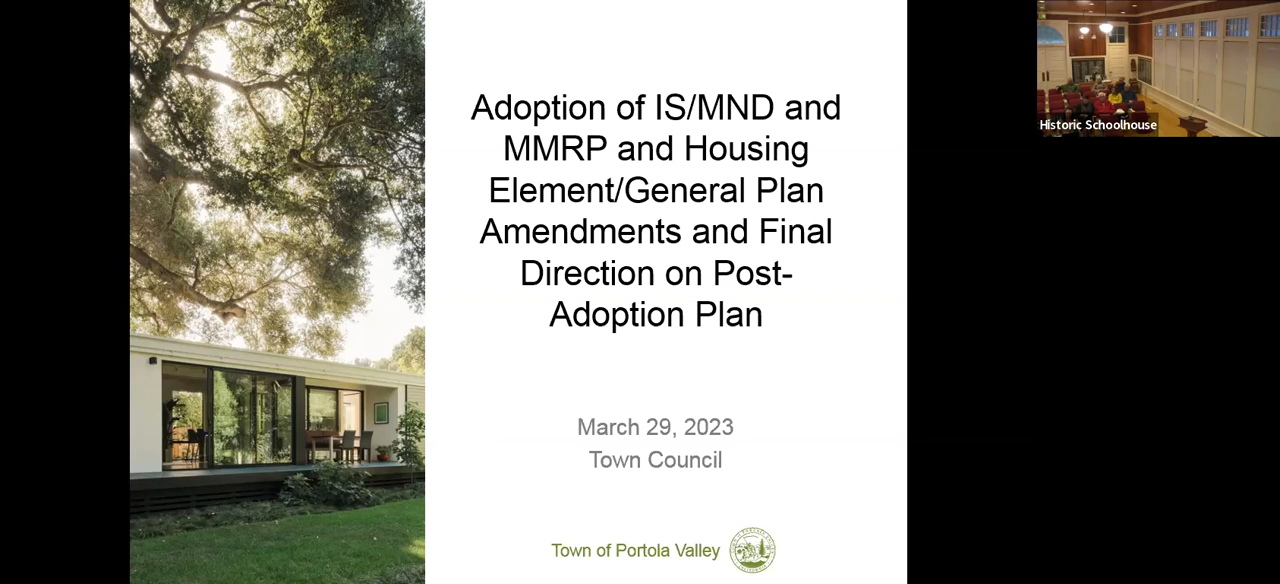 Adoption of IS/MND and
MMRP and Housing
Element/General Plan
Amendments and Final
Direction on Post-
Adoption Plan
March 29, 2023
Town Council
Town of Portola Valley
Historic Schoolhouse